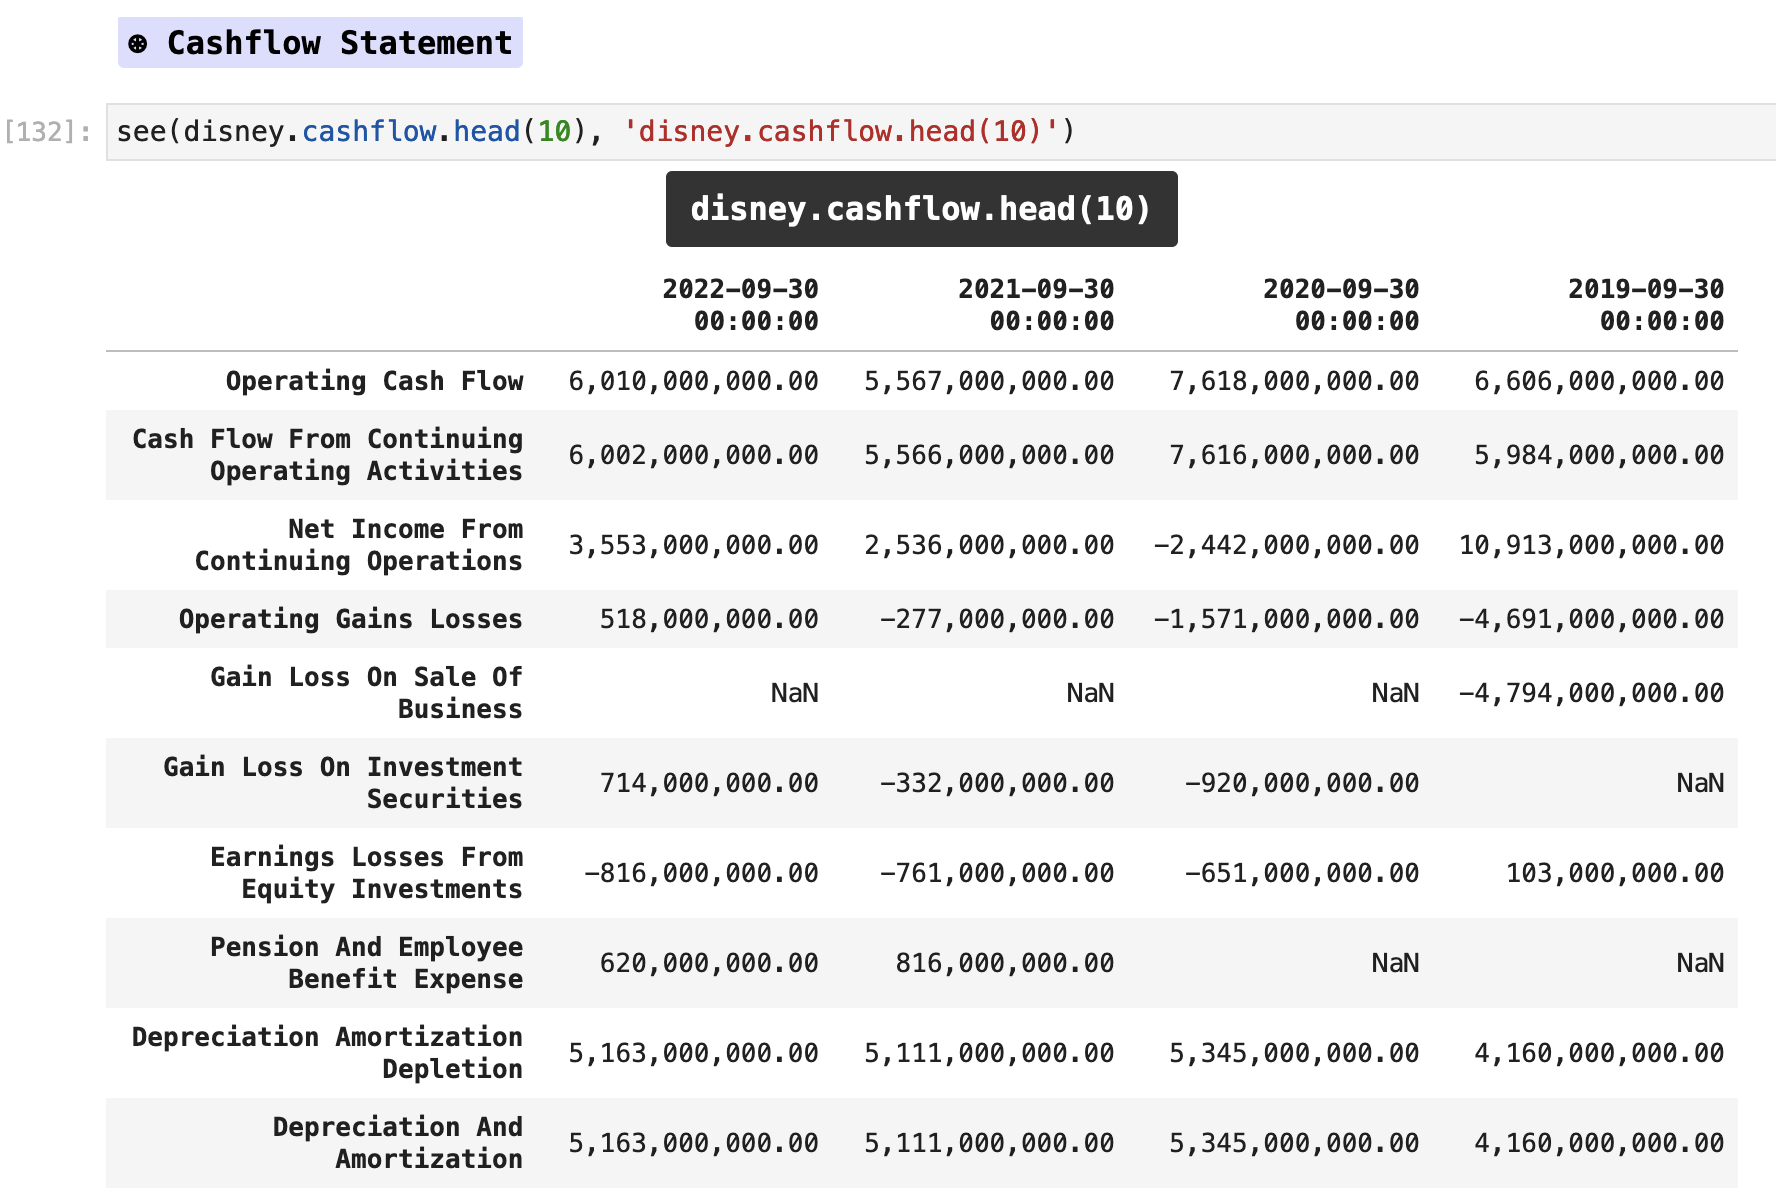 ⊛ Cashflow Statement
[132]: see(disney.cashflow.head(10), 'disney.cashflow.head(10)')
disney.cashflow.head(10)
2022-09-30 2021-09-30 2020-09-30 2019-09-30
00:00:00 00:00:00 00:00:00 00:00:00
Operating Cash Flow 6,010,000,000.00 5,567,000,000.00 7,618,000,000.00 6,606,000,000.00
Cash Flow From Continuing
Operating Activities 6,002,000,000.00 5,566,000,000.00 7,616,000,000.00 5,984,000,000.00
Net Income From
Continuing Operations 3,553,000,000.00 2,536,000,000.00 -2,442,000,000.00 10,913,000,000.00
Operating Gains Losses 518,000,000.00 -277,000,000.00 -1,571,000,000.00 -4,691,000,000.00
Gain Loss On Sale Of
Business NaN NaN NaN -4,794,000,000.00
Gain Loss On Investment
Securities 714,000,000.00 -332,000,000.00 -920,000,000.00 NaN
Earnings Losses From
Equity Investments -816,000,000.00 -761,000,000.00 -651,000,000.00 103,000,000.00
Pension And Employee
Benefit Expense 620,000,000.00 816,000,000.00 NaN NaN
Depreciation Amortization
Depletion 5,163,000,000.00 5,111,000,000.00 5,345,000,000.00 4,160,000,000.00
Depreciation And
Amortization 5,163,000,000.00 5,111,000,000.00 5,345,000,000.00 4,160,000,000.00